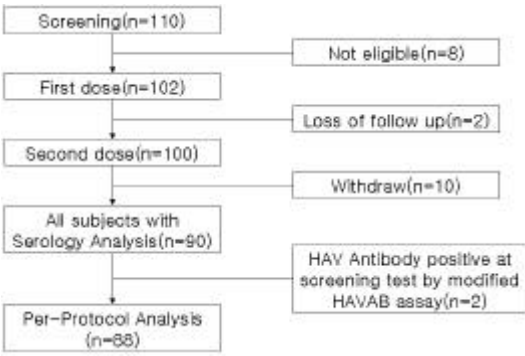 Screening(n=110)
Not eligible(n=8)
First dose(n=102)
Loss of follow up(n=2)
Second dose(n=100)
Withdraw(n=10)
All subjects with
Serology Analysis(n=90)
HAV Antibody positive at
screening test by modified
HAVAB assay(n=2)
Per-Protocol Analysis
(n=88)